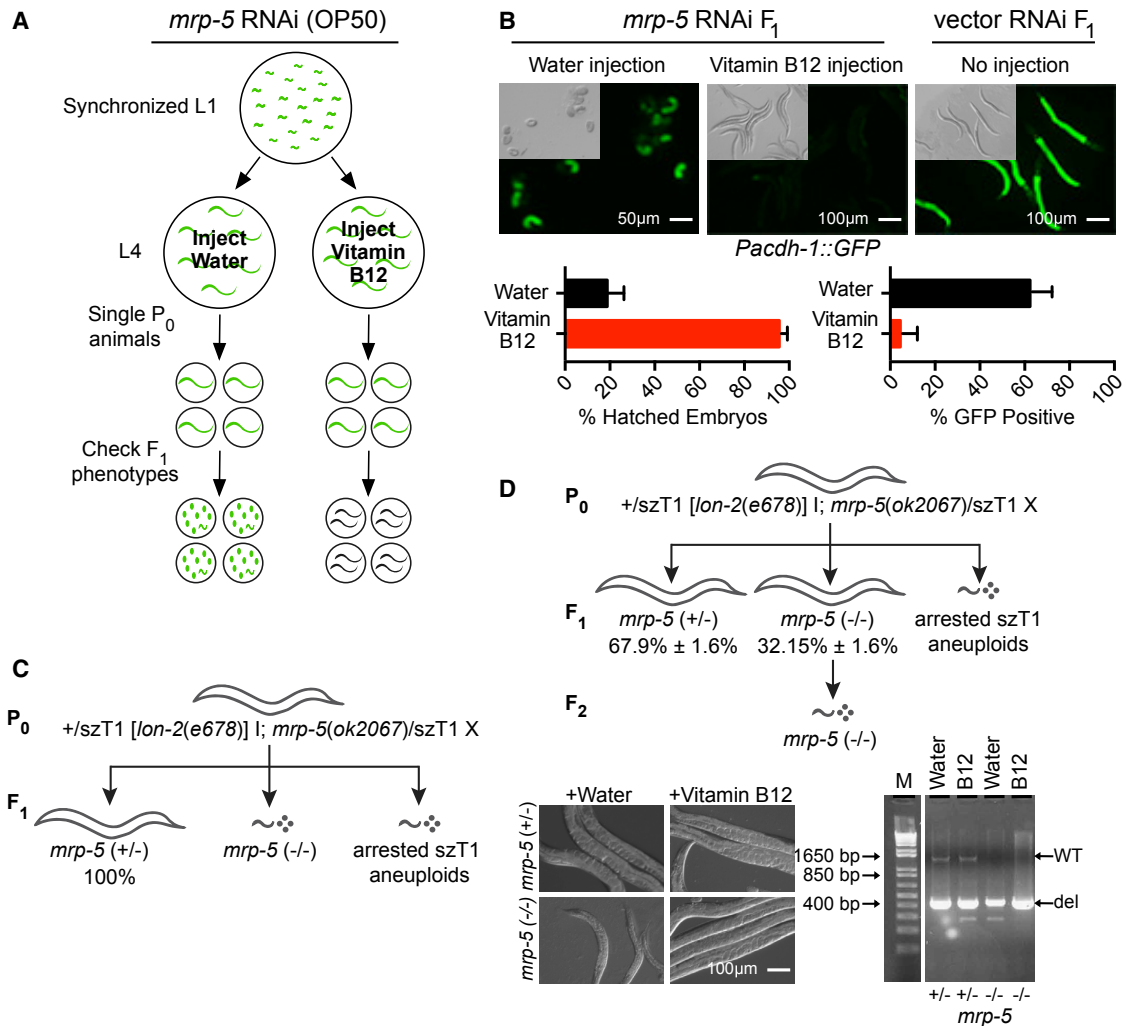 A
mrp-5 RNAi (OP50)
Synchronized L1
L4
Inject
Water
Inject
Vitamin
B12
Single P0
animals
Check F1
phenotypes
B
mrp-5 RNAi F1
vector RNAi F1
Water injection
Vitamin B12 injection
No injection
50µm
100µm
100µm
Pacdh-1::GFP
Water
Vitamin
B12
0 20 40 60 80 100
% Hatched Embryos
Water
Vitamin
B12
0 20 40 60 80 100
% GFP Positive
C
P0
+/szT1 [lon-2(e678)] I; mrp-5(ok2067)/szT1 X
F1
mrp-5 (+/-)
100%
mrp-5 (-/-)
arrested szT1
aneuploids
D
P0
+/szT1 [lon-2(e678)] I; mrp-5(ok2067)/szT1 X
F1
mrp-5 (+/-)
67.9% ± 1.6%
mrp-5 (-/-)
32.15% ± 1.6%
arrested szT1
aneuploids
F2
mrp-5 (-/-)
+Water
+Vitamin B12
mrp-5 (+/-)
mrp-5 (-/-)
100µm
M
Water
B12
Water
B12
1650 bp
850 bp
400 bp
WT
del
+/- +/- -/- -/-
mrp-5